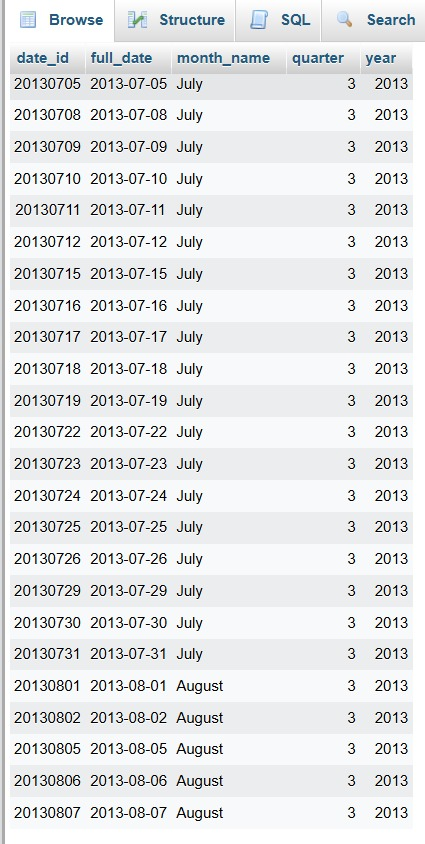 Browse Structure SQL Search
date_id full_date month_name quarter year
20130705 2013-07-05 July 3 2013
20130708 2013-07-08 July 3 2013
20130709 2013-07-09 July 3 2013
20130710 2013-07-10 July 3 2013
20130711 2013-07-11 July 3 2013
20130712 2013-07-12 July 3 2013
20130715 2013-07-15 July 3 2013
20130716 2013-07-16 July 3 2013
20130717 2013-07-17 July 3 2013
20130718 2013-07-18 July 3 2013
20130719 2013-07-19 July 3 2013
20130722 2013-07-22 July 3 2013
20130723 2013-07-23 July 3 2013
20130724 2013-07-24 July 3 2013
20130725 2013-07-25 July 3 2013
20130726 2013-07-26 July 3 2013
20130729 2013-07-29 July 3 2013
20130730 2013-07-30 July 3 2013
20130731 2013-07-31 July 3 2013
20130801 2013-08-01 August 3 2013
20130802 2013-08-02 August 3 2013
20130805 2013-08-05 August 3 2013
20130806 2013-08-06 August 3 2013
20130807 2013-08-07 August 3 2013